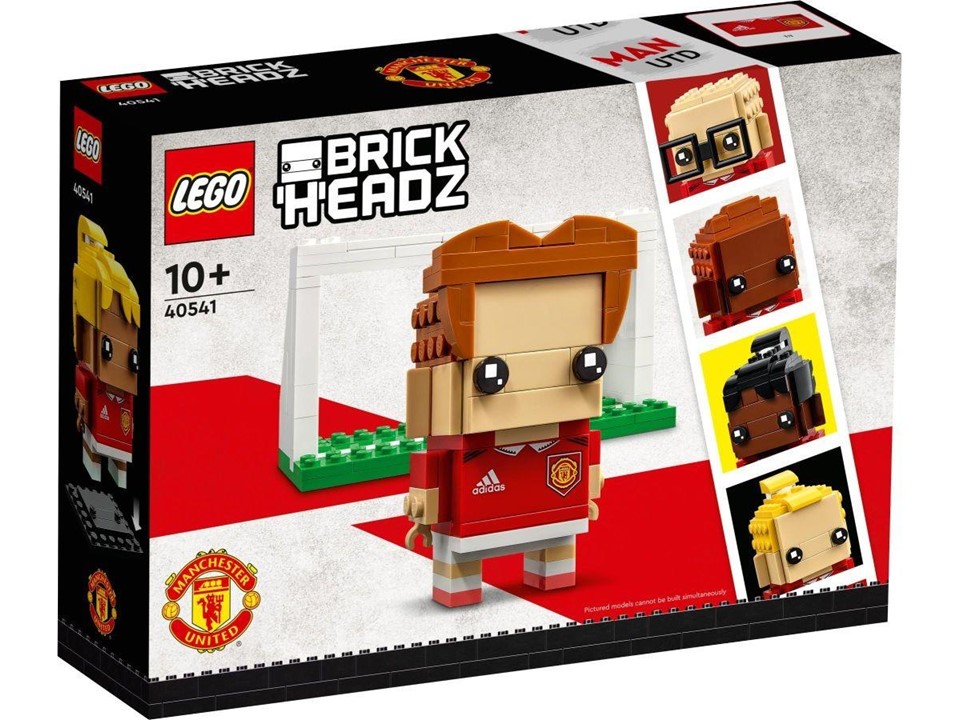 LEGO
BRICK
HEADZ
40541
MANCHESTER
UNITED
UTD
MAN
UTD
LEGO
40541
LEGO
BRICK
HEADZ
10+
40541
adidas
MANCHESTER
UNITED
Pictured models cannot be built simultaneously